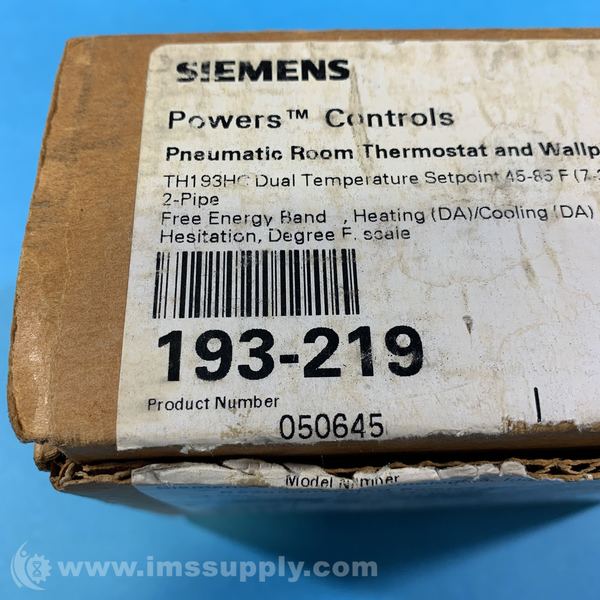 SIEMENS
Powers™ Controls
Pneumatic Room Thermostat and Wallp
TH193HC Dual Temperature Setpoint 45-85 F (7-
2-Pipe
Free Energy Band , Heating (DA)/Cooling (DA)
Hesitation, Degree F. scale
193-219
Product Number
050645
Model Number
www.imssupply.com